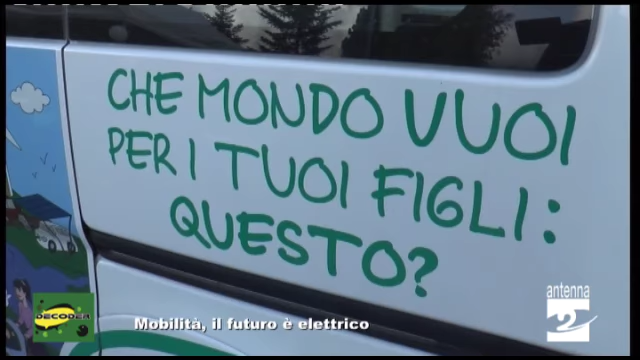 CHE MONDO VUOI
PER I TUOI FIGLI:
QUESTO?
antenna
2
DECODER
Mobilità, il futuro è elettrico